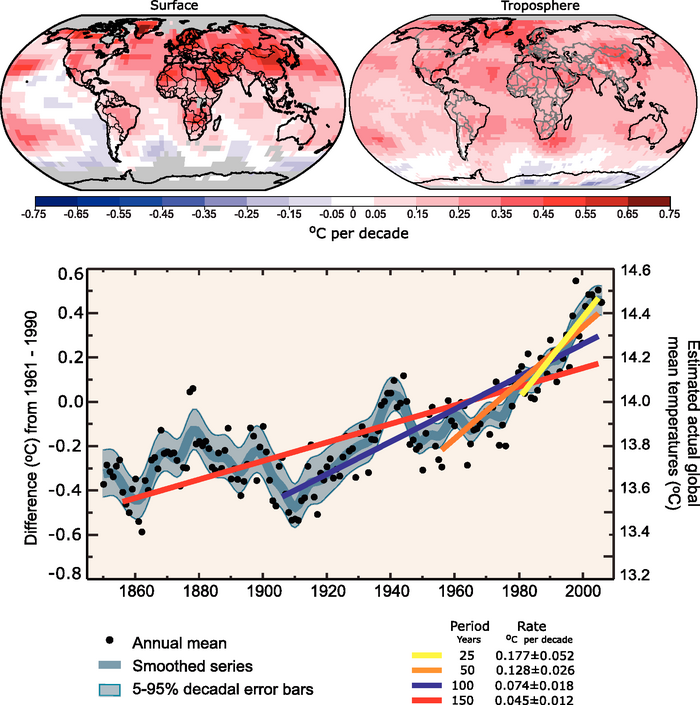 Surface Troposphere
-0.75 -0.65 -0.55 -0.45 -0.35 -0.25 -0.15 -0.05 0 0.05 0.15 0.25 0.35 0.45 0.55 0.65 0.75
ºC per decade
Difference (ºC) from 1961 - 1990
0.6
0.4
0.2
0.0
-0.2
-0.4
-0.6
-0.8
14.6
14.4
14.2
14.0
13.8
13.6
13.4
13.2
Estimated actual global
mean temperatures (ºC)
1860 1880 1900 1920 1940 1960 1980 2000
Annual mean
Smoothed series
5-95% decadal error bars
Period Rate
Years ºC per decade
25 0.177±0.052
50 0.128±0.026
100 0.074±0.018
150 0.045±0.012